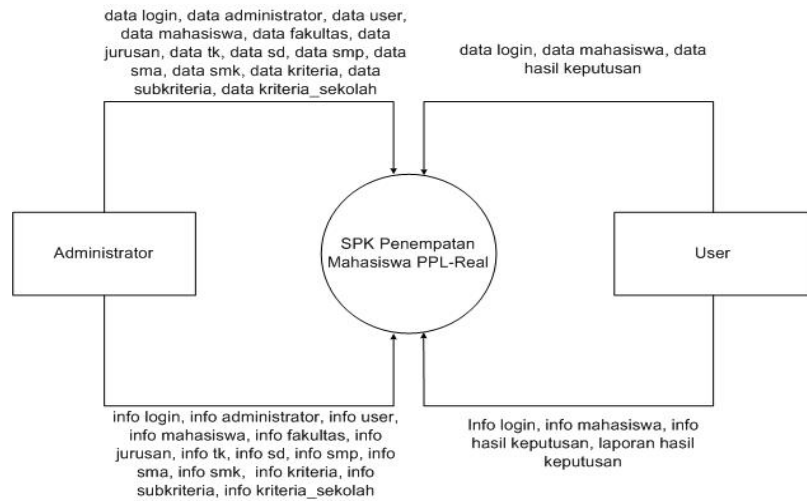 data login, data administrator, data user,
data mahasiswa, data fakultas, data
jurusan, data tk, data sd, data smp, data
sma, data smk, data kriteria, data
subkriteria, data kriteria_sekolah
data login, data mahasiswa, data
hasil keputusan
Administrator
SPK Penempatan
Mahasiswa PPL-Real
User
info login, info administrator, info user,
info mahasiswa, info fakultas, info
jurusan, info tk, info sd, info smp, info
sma, info smk, info kriteria, info
subkriteria, info kriteria_sekolah
Info login, info mahasiswa, info
hasil keputusan, laporan hasil
keputusan